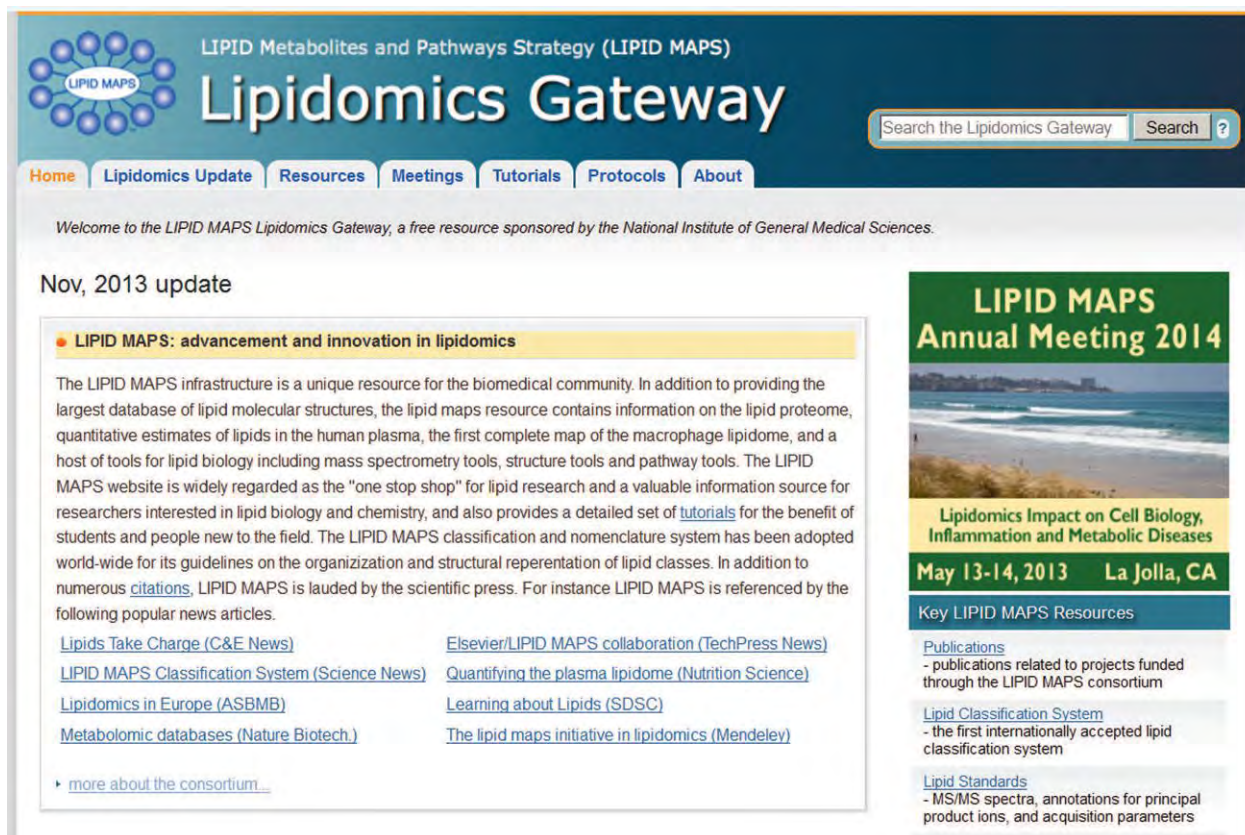 LIPID MAPS
LIPID Metabolites and Pathways Strategy (LIPID MAPS)
Lipidomics Gateway
Search the Lipidomics Gateway Search ?
Home Lipidomics Update Resources Meetings Tutorials Protocols About
Welcome to the LIPID MAPS Lipidomics Gateway, a free resource sponsored by the National Institute of General Medical Sciences.
Nov, 2013 update
LIPID MAPS: advancement and innovation in lipidomics
The LIPID MAPS infrastructure is a unique resource for the biomedical community. In addition to providing the
largest database of lipid molecular structures, the lipid maps resource contains information on the lipid proteome,
quantitative estimates of lipids in the human plasma, the first complete map of the macrophage lipidome, and a
host of tools for lipid biology including mass spectrometry tools, structure tools and pathway tools. The LIPID
MAPS website is widely regarded as the "one stop shop" for lipid research and a valuable information source for
researchers interested in lipid biology and chemistry, and also provides a detailed set of tutorials for the benefit of
students and people new to the field. The LIPID MAPS classification and nomenclature system has been adopted
world-wide for its guidelines on the organizization and structural reperentation of lipid classes. In addition to
numerous citations, LIPID MAPS is lauded by the scientific press. For instance LIPID MAPS is referenced by the
following popular news articles.
Lipids Take Charge (C&E News) Elsevier/LIPID MAPS collaboration (TechPress News)
LIPID MAPS Classification System (Science News) Quantifying the plasma lipidome (Nutrition Science)
Lipidomics in Europe (ASBMB) Learning about Lipids (SDSC)
Metabolomic databases (Nature Biotech.) The lipid maps initiative in lipidomics (Mendeley)
more about the consortium...
LIPID MAPS
Annual Meeting 2014
Lipidomics Impact on Cell Biology,
Inflammation and Metabolic Diseases
May 13-14, 2013 La Jolla, CA
Key LIPID MAPS Resources
Publications
- publications related to projects funded
through the LIPID MAPS consortium
Lipid Classification System
- the first internationally accepted lipid
classification system
Lipid Standards
- MS/MS spectra, annotations for principal
product ions, and acquisition parameters